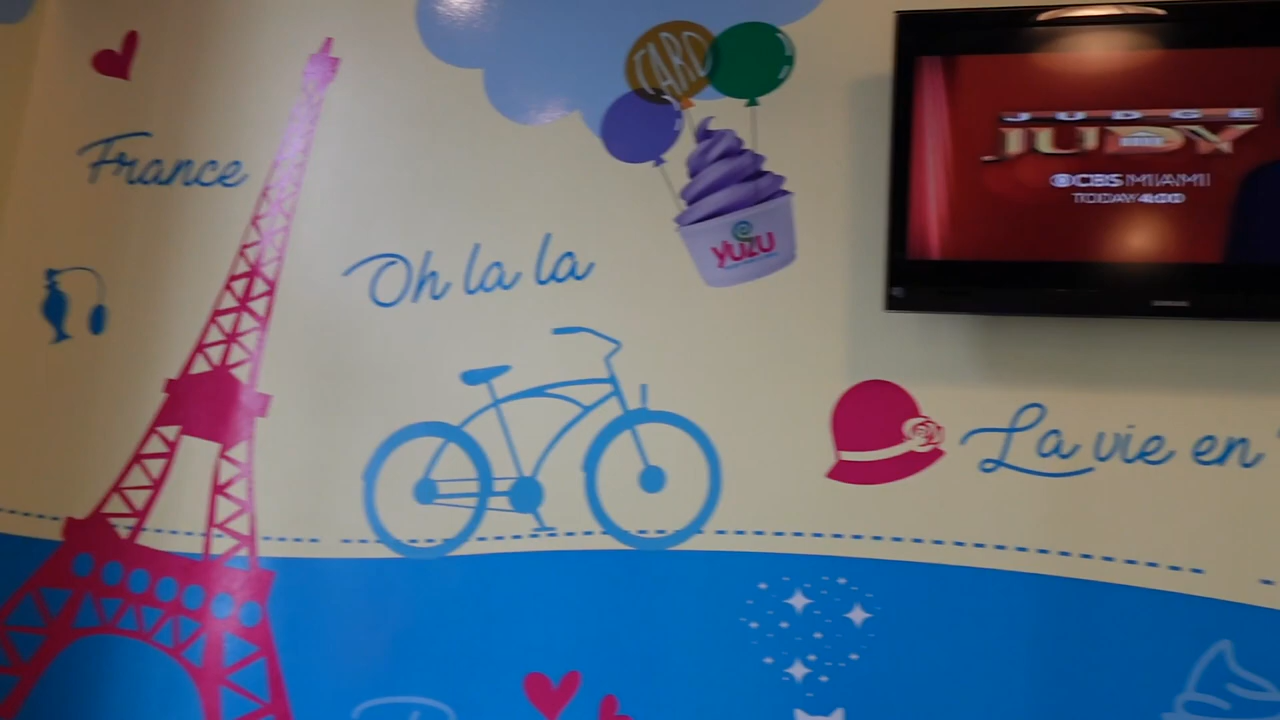 France
Oh la la
TARO
YUZU
JUDGE
JUDY
CBS MIAMI
TODAY 4:00
La vie en